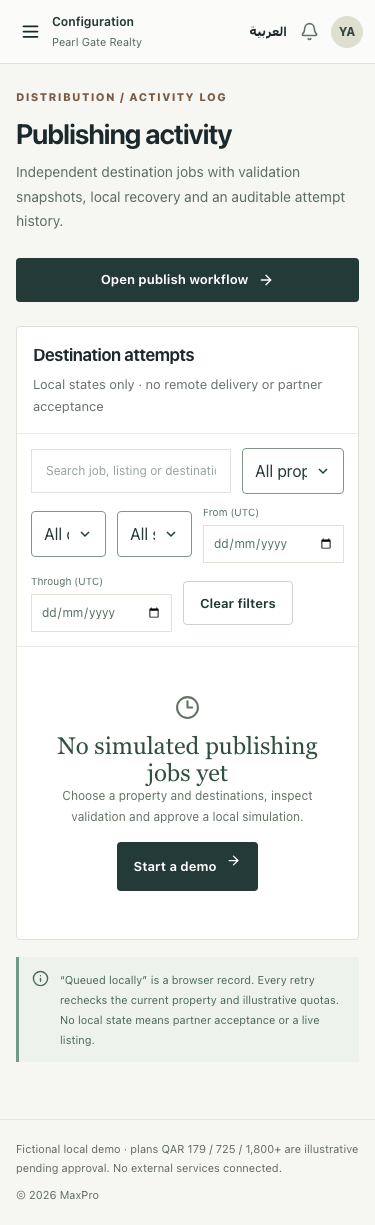 Configuration
Pearl Gate Realty
العربية
YA
DISTRIBUTION / ACTIVITY LOG
Publishing activity
Independent destination jobs with validation
snapshots, local recovery and an auditable attempt
history.
Open publish workflow
Destination attempts
Local states only · no remote delivery or partner
acceptance
Search job, listing or destinati
All prop
All
All s
From (UTC)
dd/mm/yyyy
Through (UTC)
dd/mm/yyyy
Clear filters
No simulated publishing
jobs yet
Choose a property and destinations, inspect
validation and approve a local simulation.
Start a demo
“Queued locally” is a browser record. Every retry
rechecks the current property and illustrative quotas.
No local state means partner acceptance or a live
listing.
Fictional local demo · plans QAR 179 / 725 / 1,800+ are illustrative
pending approval. No external services connected.
© 2026 MaxPro